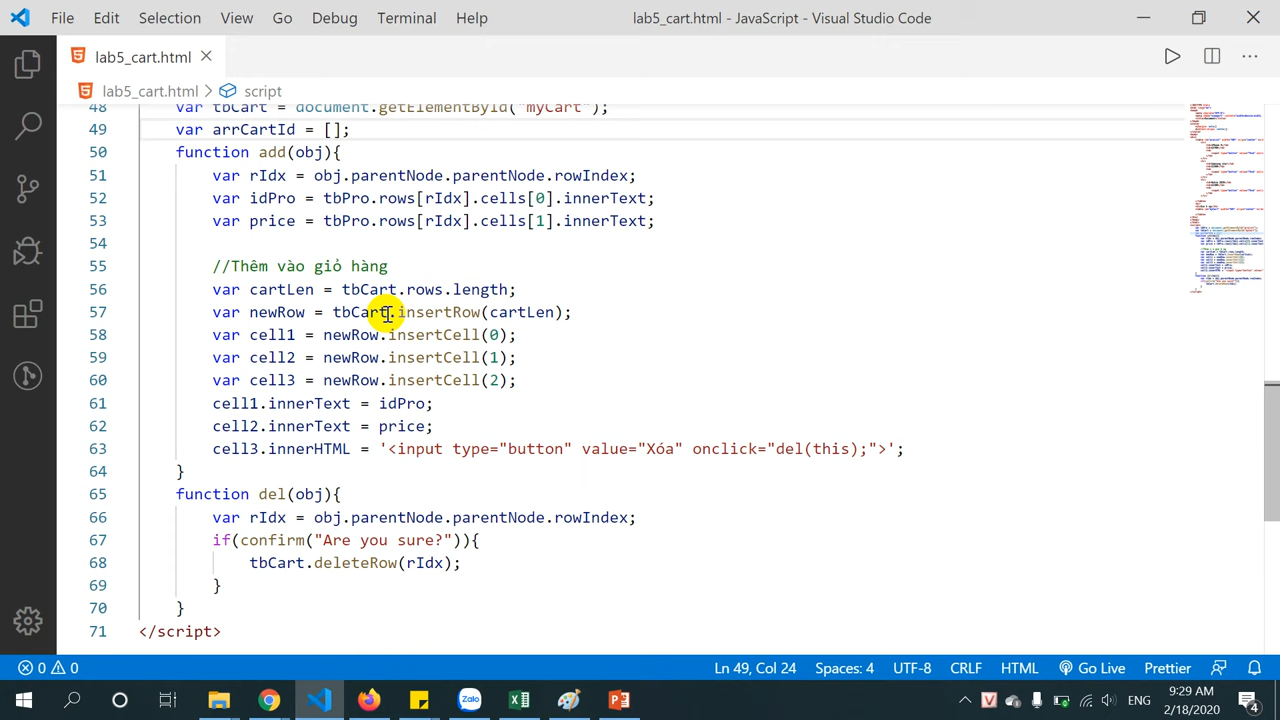 File Edit Selection View Go Debug Terminal Help lab5_cart.html - JavaScript - Visual Studio Code
lab5_cart.html
lab5_cart.html > script
48 var tbCart = document.getElementById("myCart");
49 var arrCartId = [];
50 function add(obj){
51 var rIdx = obj.parentNode.parentNode.rowIndex;
52 var idPro = tbPro.rows[rIdx].cells[0].innerText;
53 var price = tbPro.rows[rIdx].cells[1].innerText;
54
55 //Thêm vào giỏ hàng
56 var cartLen = tbCart.rows.length;
57 var newRow = tbCart.insertRow(cartLen);
58 var cell1 = newRow.insertCell(0);
59 var cell2 = newRow.insertCell(1);
60 var cell3 = newRow.insertCell(2);
61 cell1.innerText = idPro;
62 cell2.innerText = price;
63 cell3.innerHTML = '<input type="button" value="Xóa" onclick="del(this);">';
64 }
65 function del(obj){
66 var rIdx = obj.parentNode.parentNode.rowIndex;
67 if(confirm("Are you sure?")){
68 tbCart.deleteRow(rIdx);
69 }
70 }
71 </script>
0 0 Ln 49, Col 24 Spaces: 4 UTF-8 CRLF HTML Go Live Prettier
ENG 3:29 AM
2/18/2020 4